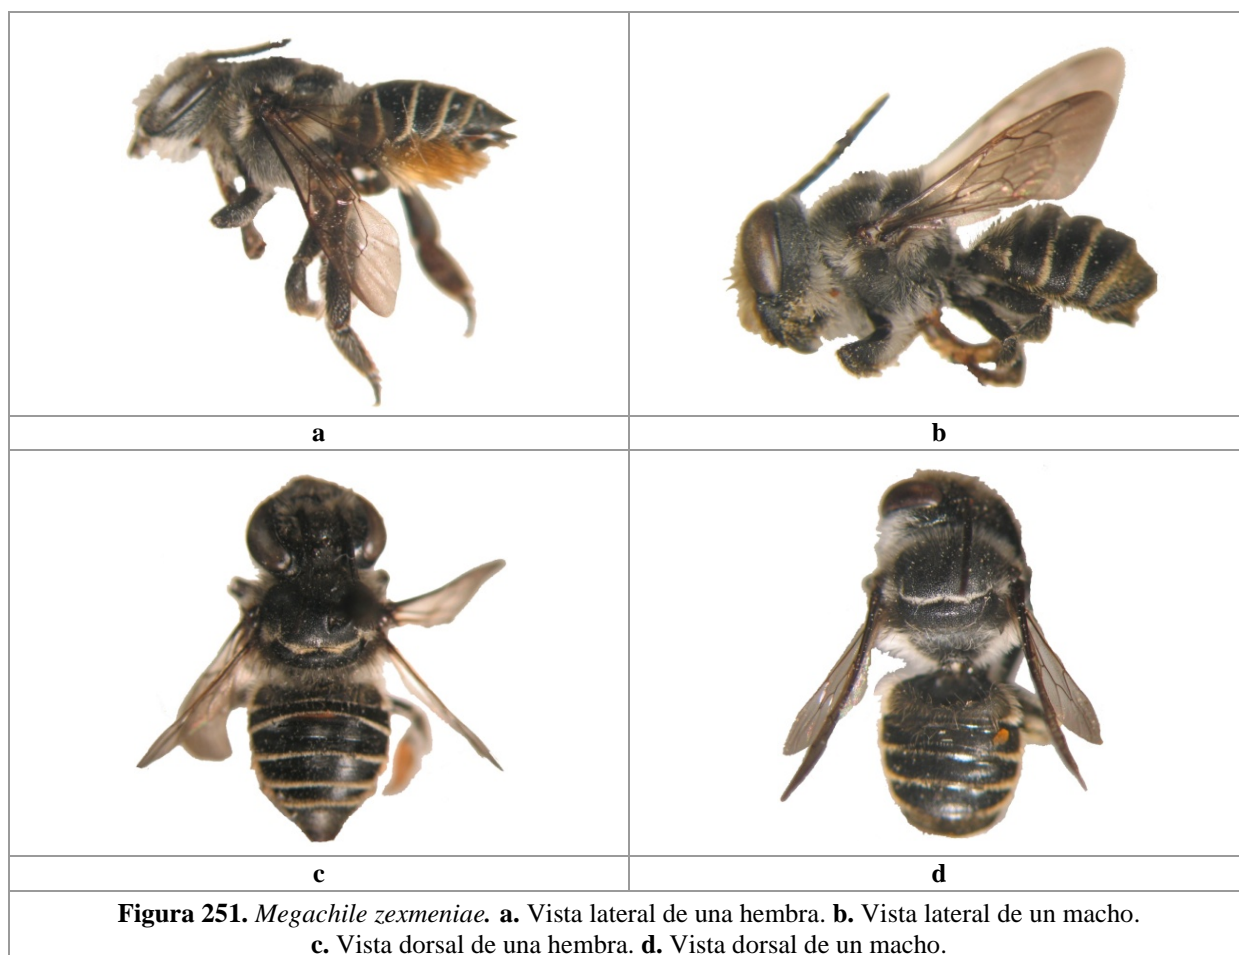 a
b
c
d
Figura 251. Megachile zexmeniae. a. Vista lateral de una hembra. b. Vista lateral de un macho.
c. Vista dorsal de una hembra. d. Vista dorsal de un macho.